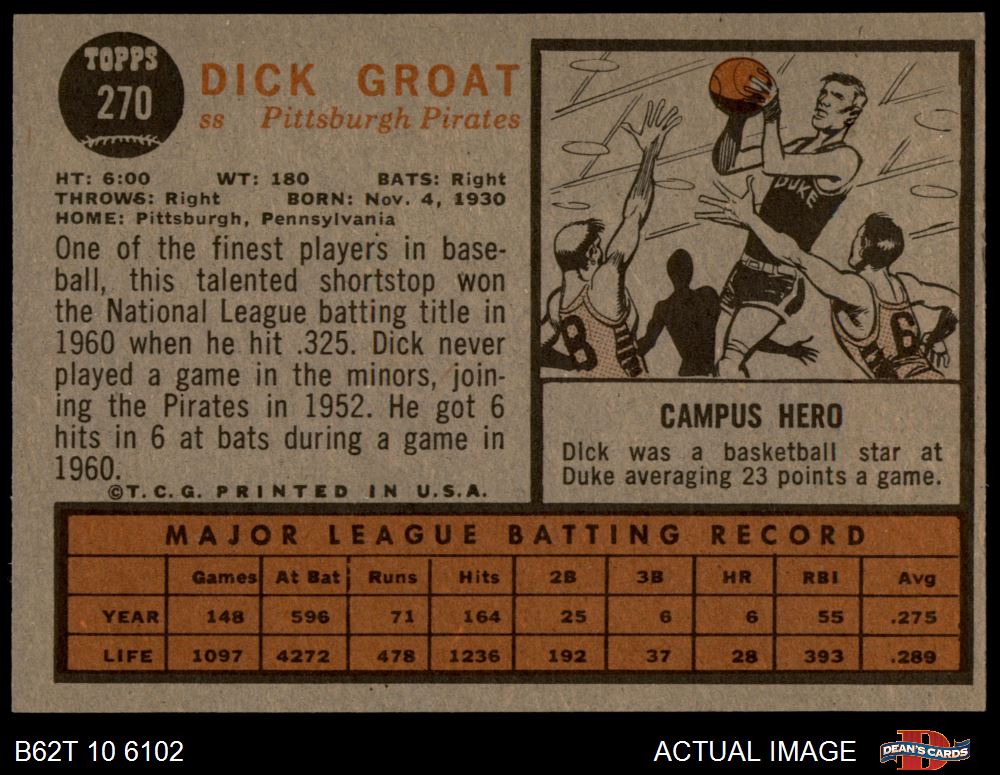 TOPPS
270
DICK GROAT
ss Pittsburgh Pirates
HT: 6:00 WT: 180 BATS: Right
THROWS: Right BORN: Nov. 4, 1930
HOME: Pittsburgh, Pennsylvania
One of the finest players in base-
ball, this talented shortstop won
the National League batting title in
1960 when he hit .325. Dick never
played a game in the minors, join-
ing the Pirates in 1952. He got 6
hits in 6 at bats during a game in
1960.
©T.C.G. PRINTED IN U.S.A.
DUKE
8
6
CAMPUS HERO
Dick was a basketball star at
Duke averaging 23 points a game.
MAJOR LEAGUE BATTING RECORD
Games At Bat Runs Hits 2B 3B HR RBI Avg
YEAR 148 596 71 164 25 6 6 55 .275
LIFE 1097 4272 478 1236 192 37 28 393 .289
B62T 10 6102
ACTUAL IMAGE
D
DEAN'S CARDS